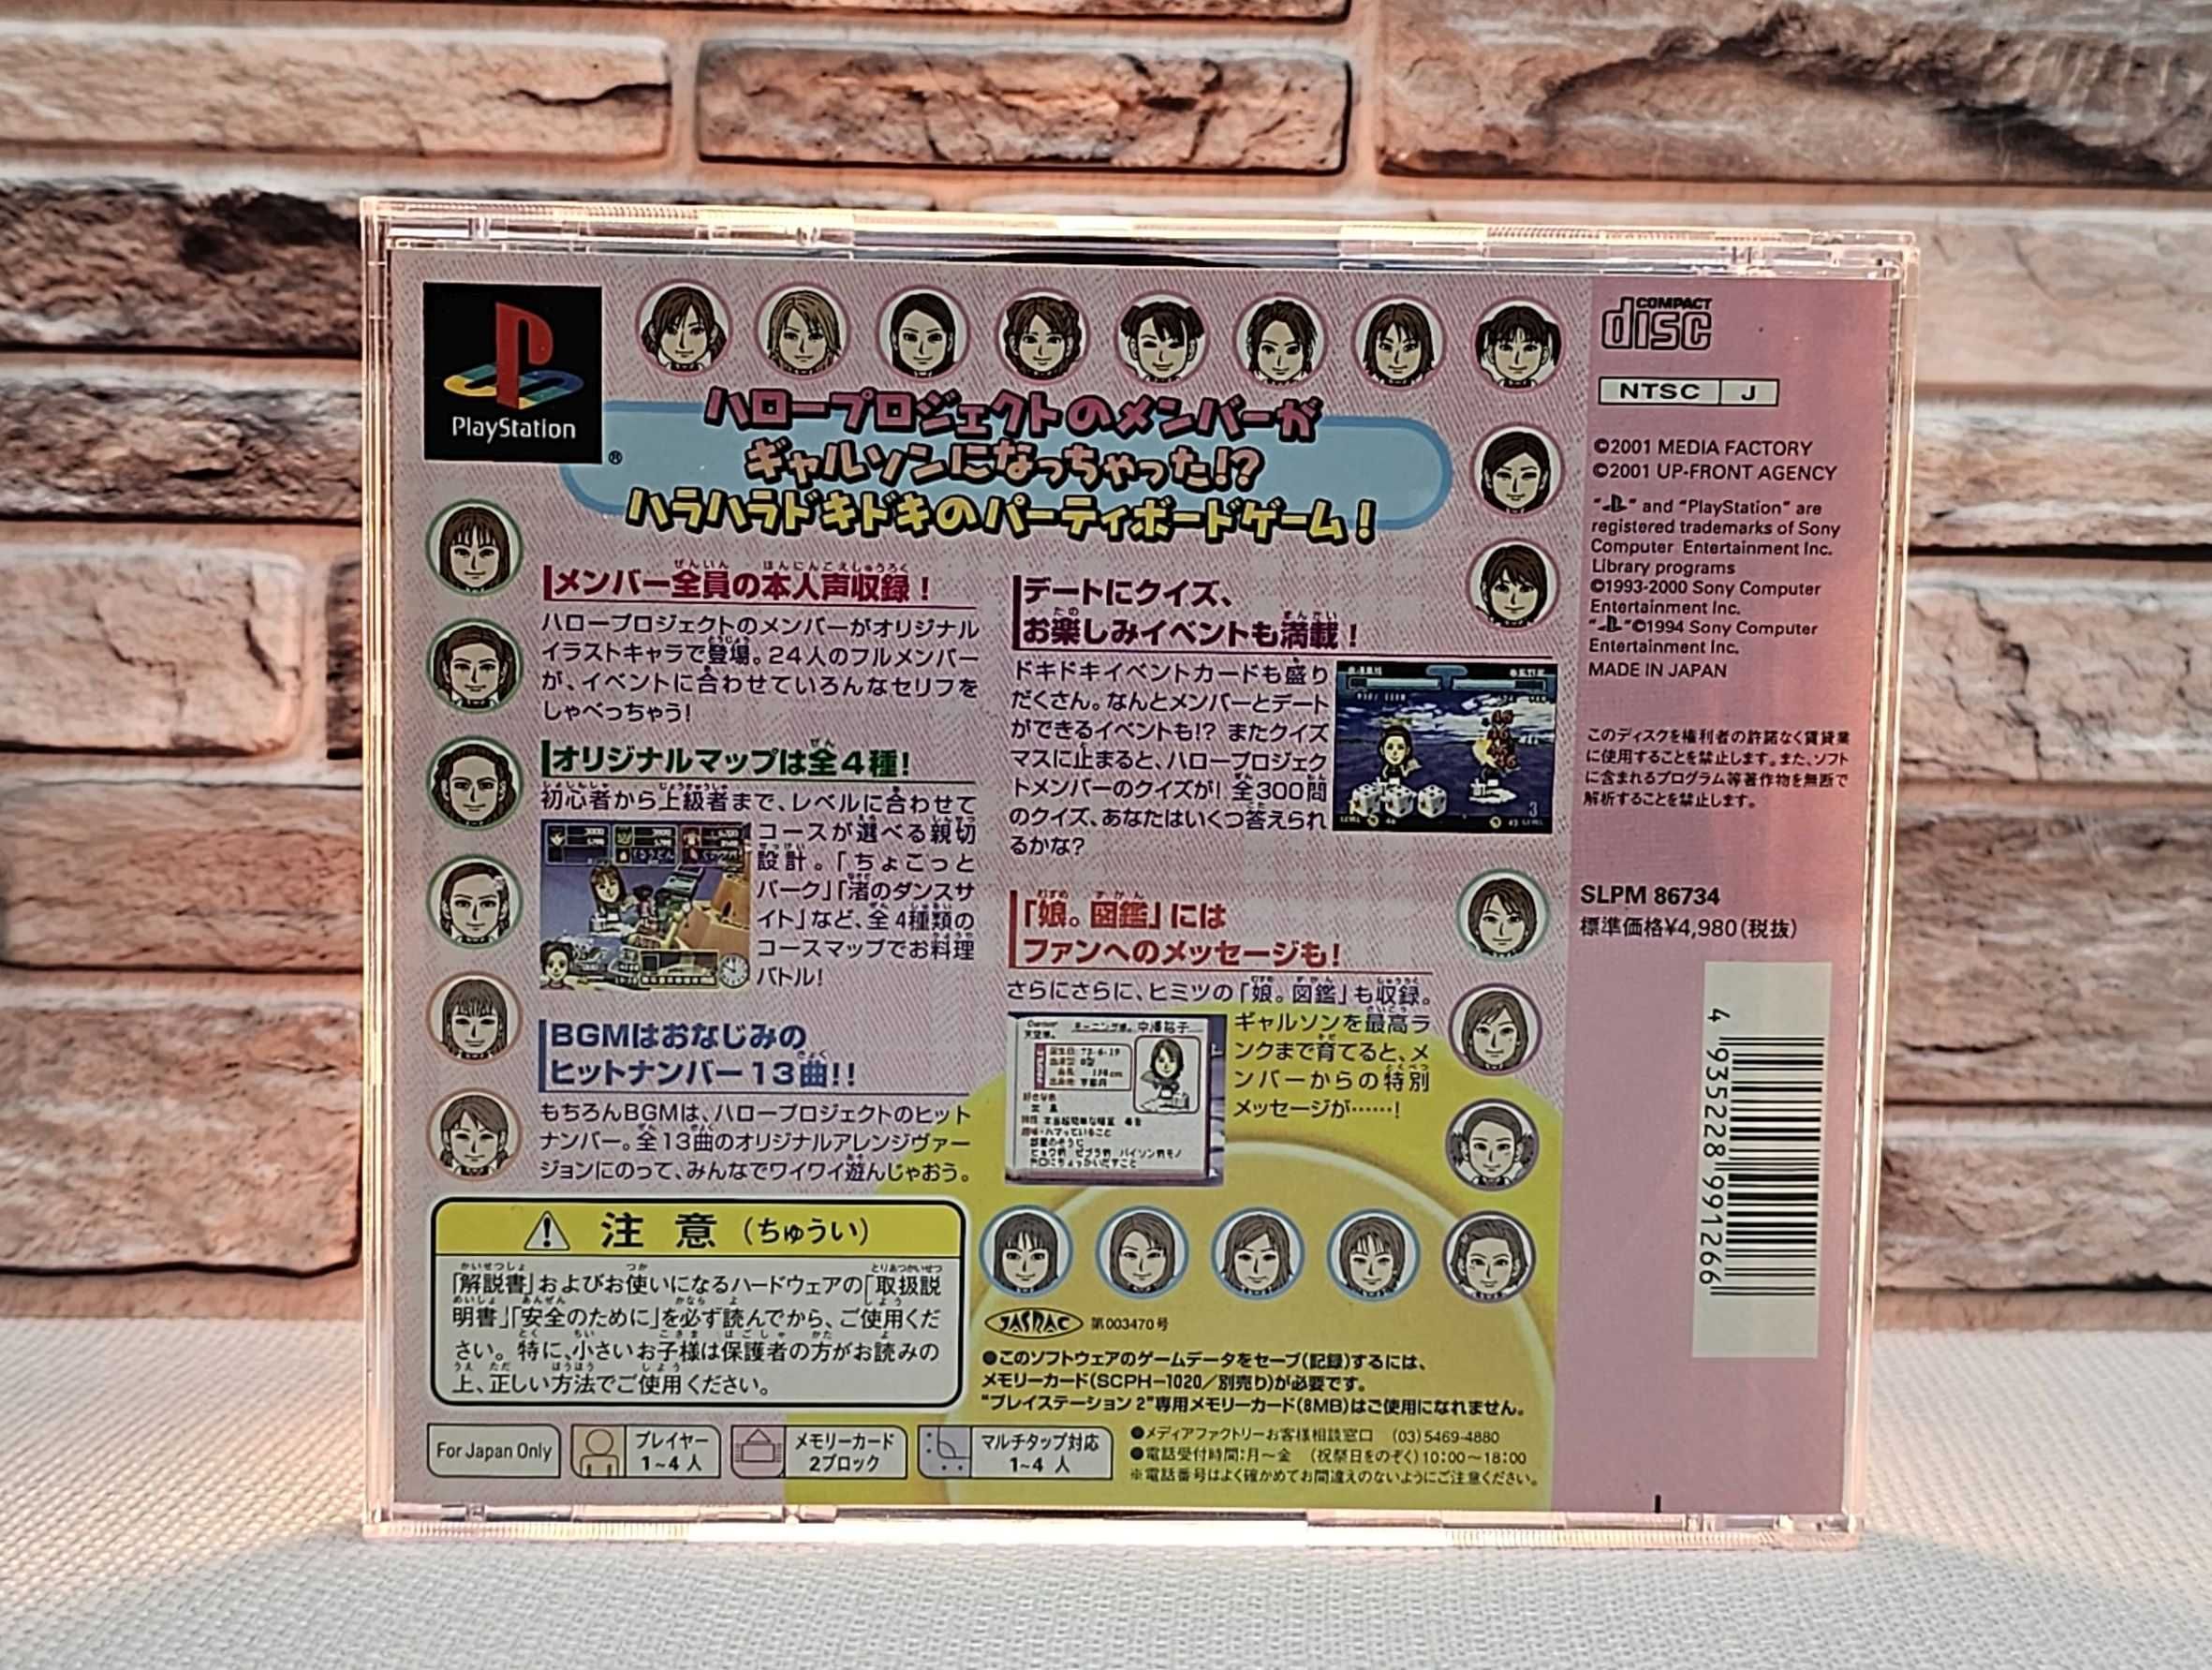 PlayStation
®
ハロープロジェクトのメンバーが
ギャルソンになっちゃった!?
ハラハラドキドキのパーティボードゲーム!
メンバー全員の本人声収録!
ハロープロジェクトのメンバーがオリジナル
イラストキャラで登場。24人のフルメンバー
が、イベントに合わせていろんなセリフを
しゃべっちゃう!
オリジナルマップは全4種!
初心者から上級者まで、レベルに合わせて
コースが選べる親切
設計。「ちょこっと
パーク」「渚のダンスサ
イト」など、全4種類の
コースマップでお料理
バトル!
BGMはおなじみの
ヒットナンバー13曲!!
もちろんBGMは、ハロープロジェクトのヒット
ナンバー。全13曲のオリジナルアレンジヴァー
ジョンにのって、みんなでワイワイ遊んじゃおう。
デートにクイズ、
お楽しみイベントも満載!
ドキドキイベントカードも盛り
だくさん。なんとメンバーとデート
ができるイベントも!? またクイズ
マスに止まると、ハロープロジェク
トメンバーのクイズが! 全300問
のクイズ、あなたはいくつ答えられ
るかな?
「娘。図鑑」には
ファンへのメッセージも!
さらにさらに、ヒミツの「娘。図鑑」も収録。
ギャルソンを最高ラ
ンクまで育てると、メ
ンバーからの特別
メッセージが……!
モーニング娘。中澤裕子
注意(ちゅうい)
「解説書」およびお使いになるハードウェアの「取扱説
明書」「安全のために」を必ず読んでから、ご使用くだ
さい。特に、小さいお子様は保護者の方がお読みの
上、正しい方法でご使用ください。
JASRAC 第003470号
●このソフトウェアのゲームデータをセーブ(記録)するには、
メモリーカード(SCPH-1020/別売り)が必要です。
"プレイステーション 2"専用メモリーカード(8MB)はご使用になれません。
For Japan Only
プレイヤー
1~4 人
メモリーカード
2ブロック
マルチタップ対応
1~4 人
●メディアファクトリーお客様相談窓口 (03)5469-4880
●電話受付時間:月~金 (祝祭日をのぞく)10:00~18:00
※電話番号はよく確かめてお間違えのないようにご注意ください。
COMPACT
disc
NTSC J
©2001 MEDIA FACTORY
©2001 UP-FRONT AGENCY
" " and "PlayStation" are
registered trademarks of Sony
Computer Entertainment Inc.
Library programs
©1993-2000 Sony Computer
Entertainment Inc.
" "©1994 Sony Computer
Entertainment Inc.
MADE IN JAPAN
このディスクを権利者の許諾なく賃貸業
に使用することを禁止します。また、ソフト
に含まれるプログラム等著作物を無断で
解析することを禁止します。
SLPM 86734
標準価格¥4,980(税抜)
4 935228 991266